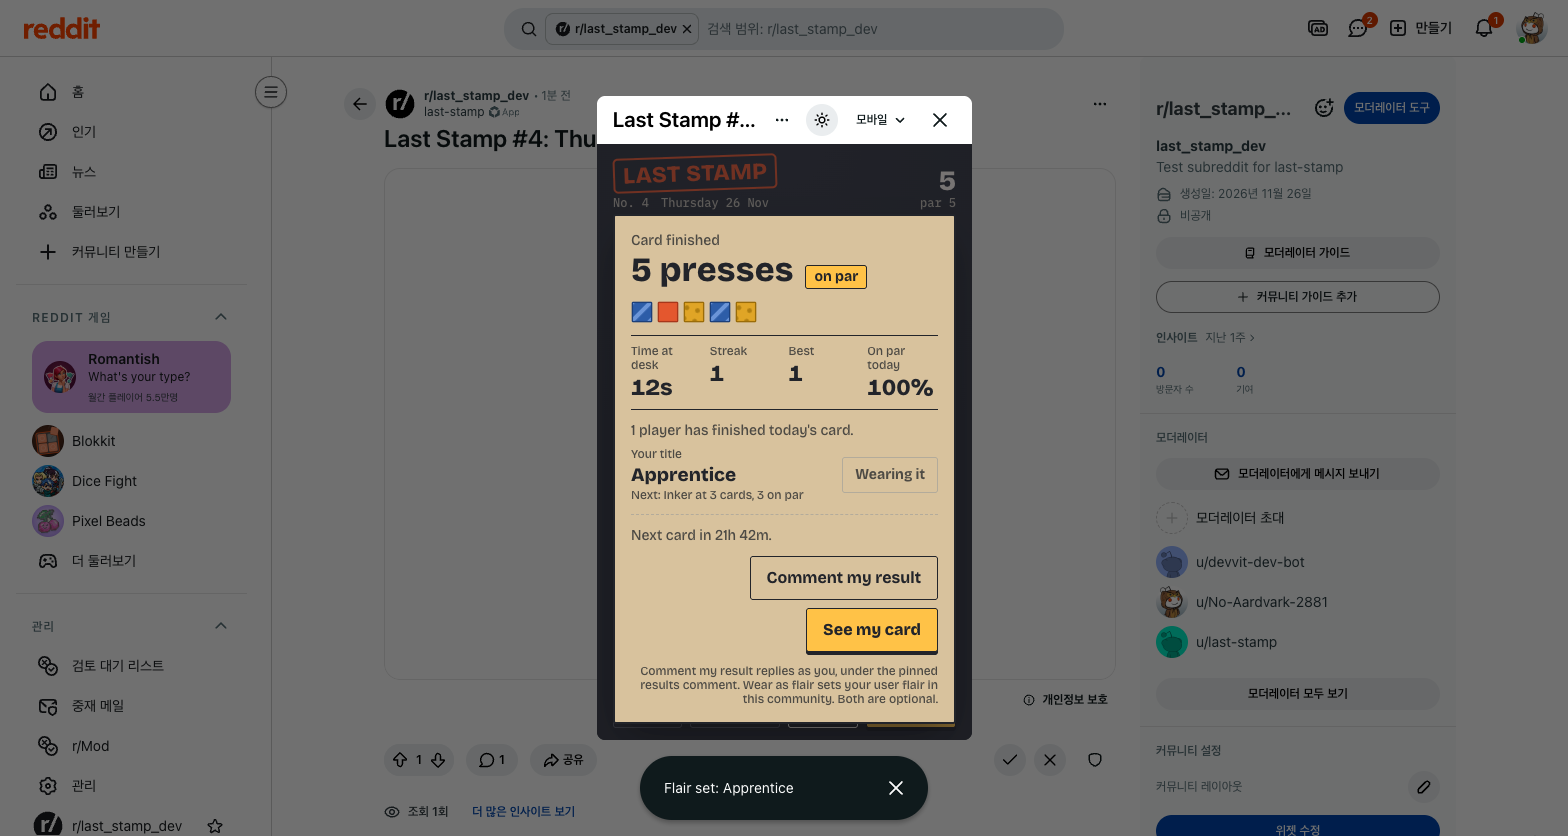 reddit
r/last_stamp_dev
검색 범위: r/last_stamp_dev
AD
2
만들기
1
홈
인기
뉴스
둘러보기
커뮤니티 만들기
REDDIT 게임
Romantish
What's your type?
월간 플레이어 5.5만명
Blokkit
Dice Fight
Pixel Beads
더 둘러보기
관리
검토 대기 리스트
중재 메일
r/Mod
관리
r/last_stamp_dev
r/last_stamp_dev • 1분 전
last-stamp App
Last Stamp #4: Thu
Last Stamp #...
모바일
LAST STAMP
5
No. 4 Thursday 26 Nov
par 5
Card finished
5 presses
on par
Time at desk
12s
Streak
1
Best
1
On par today
100%
1 player has finished today's card.
Your title
Apprentice
Next: Inker at 3 cards, 3 on par
Wearing it
Next card in 21h 42m.
Comment my result
See my card
Comment my result replies as you, under the pinned
results comment. Wear as flair sets your user flair in
this community. Both are optional.
개인정보 보호
1
1
공유
조회 1회
더 많은 인사이트 보기
Flair set: Apprentice
r/last_stamp_...
모더레이터 도구
last_stamp_dev
Test subreddit for last-stamp
생성일: 2026년 11월 26일
비공개
모더레이터 가이드
커뮤니티 가이드 추가
인사이트 지난 1주
0
방문자 수
0
기여
모더레이터
모더레이터에게 메시지 보내기
모더레이터 초대
u/devvit-dev-bot
u/No-Aardvark-2881
u/last-stamp
모더레이터 모두 보기
커뮤니티 설정
커뮤니티 레이아웃
위젯 수정